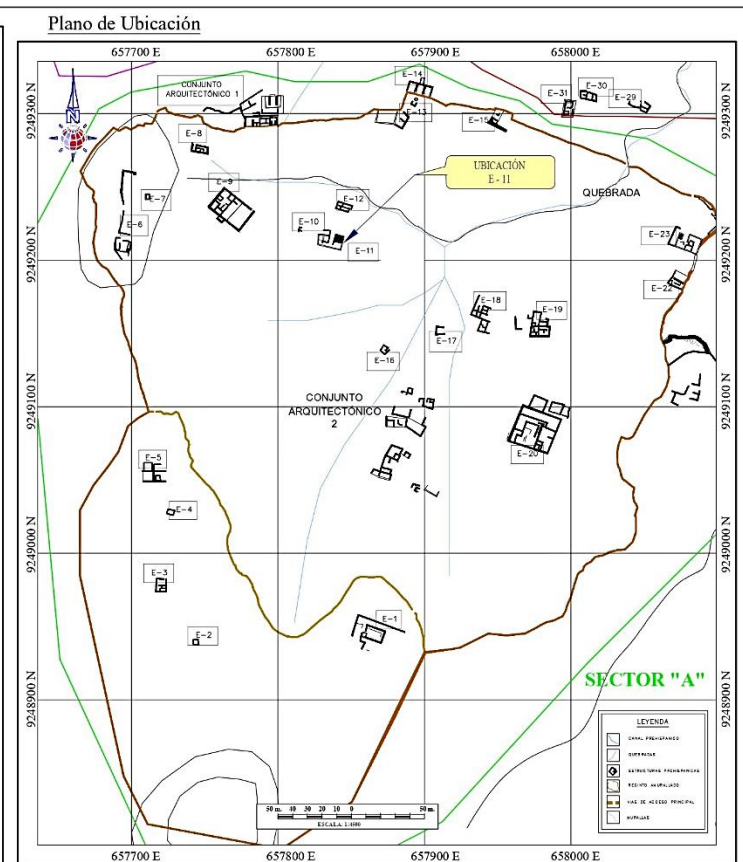 Plano de Ubicación
657700 E
657800 E
657900 E
658000 E
9249300 N
9249200 N
9249100 N
9249000 N
9248900 N
CONJUNTO
ARQUITECTÓNICO 1
E-14
E-13
E-15
E-31
E-30
E-29
E-8
UBICACIÓN
E - 11
QUEBRADA
E-7
E-9
E-12
E-6
E-10
E-11
E-23
E-22
E-18
E-19
E-17
E-16
CONJUNTO
ARQUITECTÓNICO
2
E-20
E-5
E-4
E-3
E-2
E-1
SECTOR "A"
LEYENDA
CANAL PREHISPANICO
QUEBRADAS
ESTRUCTURAS PREHISPANICAS
RECINTO AMURALLADO
VIAS DE ACCESO PRINCIPAL
MURALLAS
50 m. 40 30 20 10 0 50 m.
9249300 N
9249200 N
9249100 N
9249000 N
9248900 N
657700 E
657800 E
657900 E
658000 E